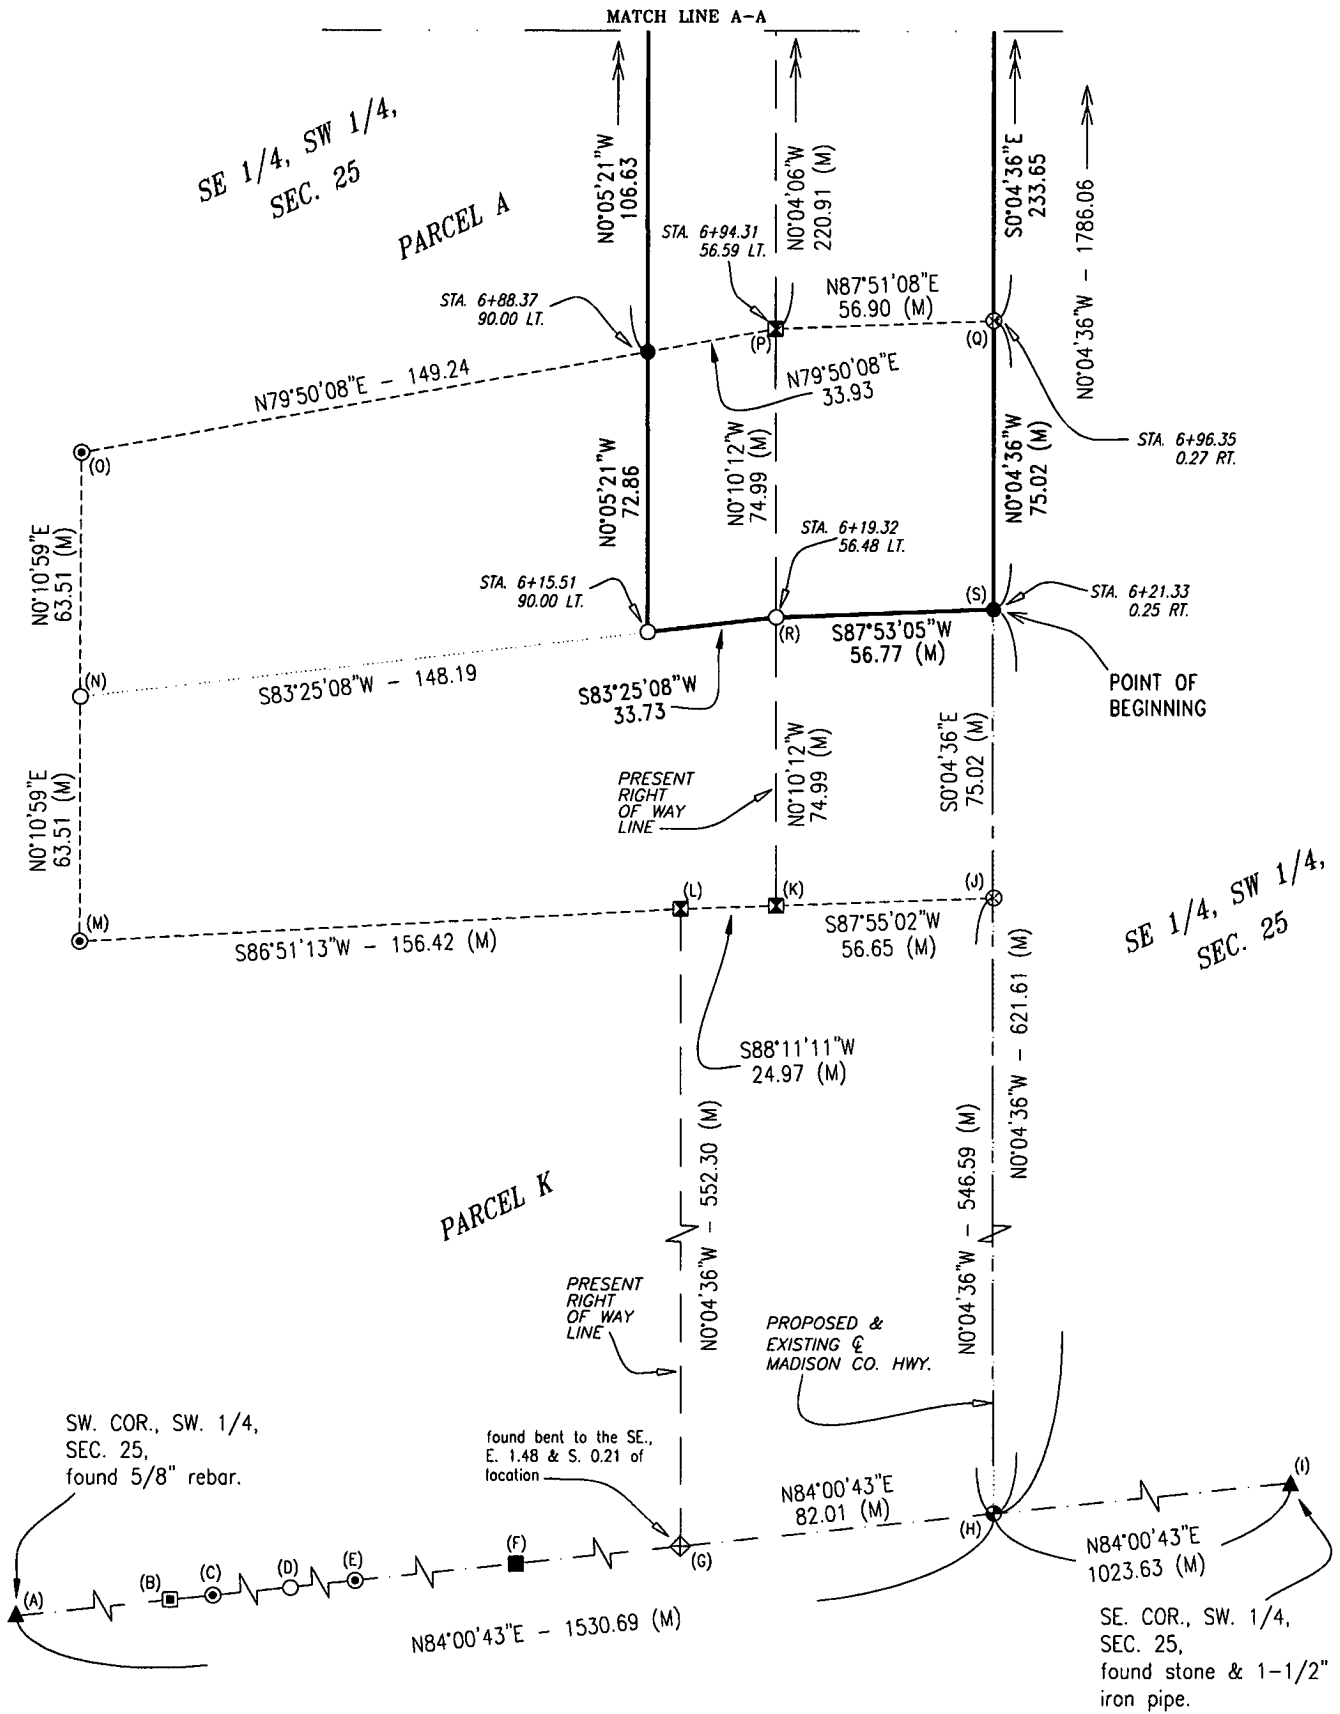 MATCH LINE A-A
SE 1/4, SW 1/4,
SEC. 25
PARCEL A
N0°05'21"W
106.63
N0°04'06"W
220.91 (M)
S0°04'36"E
233.65
N0°04'36"W - 1786.06
STA. 6+94.31
56.59 LT.
STA. 6+88.37
90.00 LT.
N87°51'08"E
56.90 (M)
(P)
(Q)
N79°50'08"E - 149.24
N79°50'08"E
33.93
STA. 6+96.35
0.27 RT.
(O)
N0°05'21"W
72.86
N0°10'12"W
74.99 (M)
N0°04'36"W
75.02 (M)
STA. 6+19.32
56.48 LT.
N0°10'59"E
63.51 (M)
STA. 6+15.51
90.00 LT.
(S)
STA. 6+21.33
0.25 RT.
(R)
S87°53'05"W
56.77 (M)
(N)
S83°25'08"W - 148.19
S83°25'08"W
33.73
POINT OF
BEGINNING
N0°10'59"E
63.51 (M)
PRESENT
RIGHT
OF WAY
LINE
N0°10'12"W
74.99 (M)
S0°04'36"E
75.02 (M)
(M)
(L)
(K)
(J)
SE 1/4, SW 1/4,
SEC. 25
S86°51'13"W - 156.42 (M)
S87°55'02"W
56.65 (M)
S88°11'11"W
24.97 (M)
N0°04'36"W - 621.61 (M)
PARCEL K
N0°04'36"W - 552.30 (M)
N0°04'36"W - 546.59 (M)
PRESENT
RIGHT
OF WAY
LINE
PROPOSED &
EXISTING ℄
MADISON CO. HWY.
SW. COR., SW. 1/4,
SEC. 25,
found 5/8" rebar.
found bent to the SE.,
E. 1.48 & S. 0.21 of
location
N84°00'43"E
82.01 (M)
(I)
(H)
(G)
(F)
(E)
(D)
(C)
(B)
(A)
N84°00'43"E
1023.63 (M)
N84°00'43"E - 1530.69 (M)
SE. COR., SW. 1/4,
SEC. 25,
found stone & 1-1/2"
iron pipe.